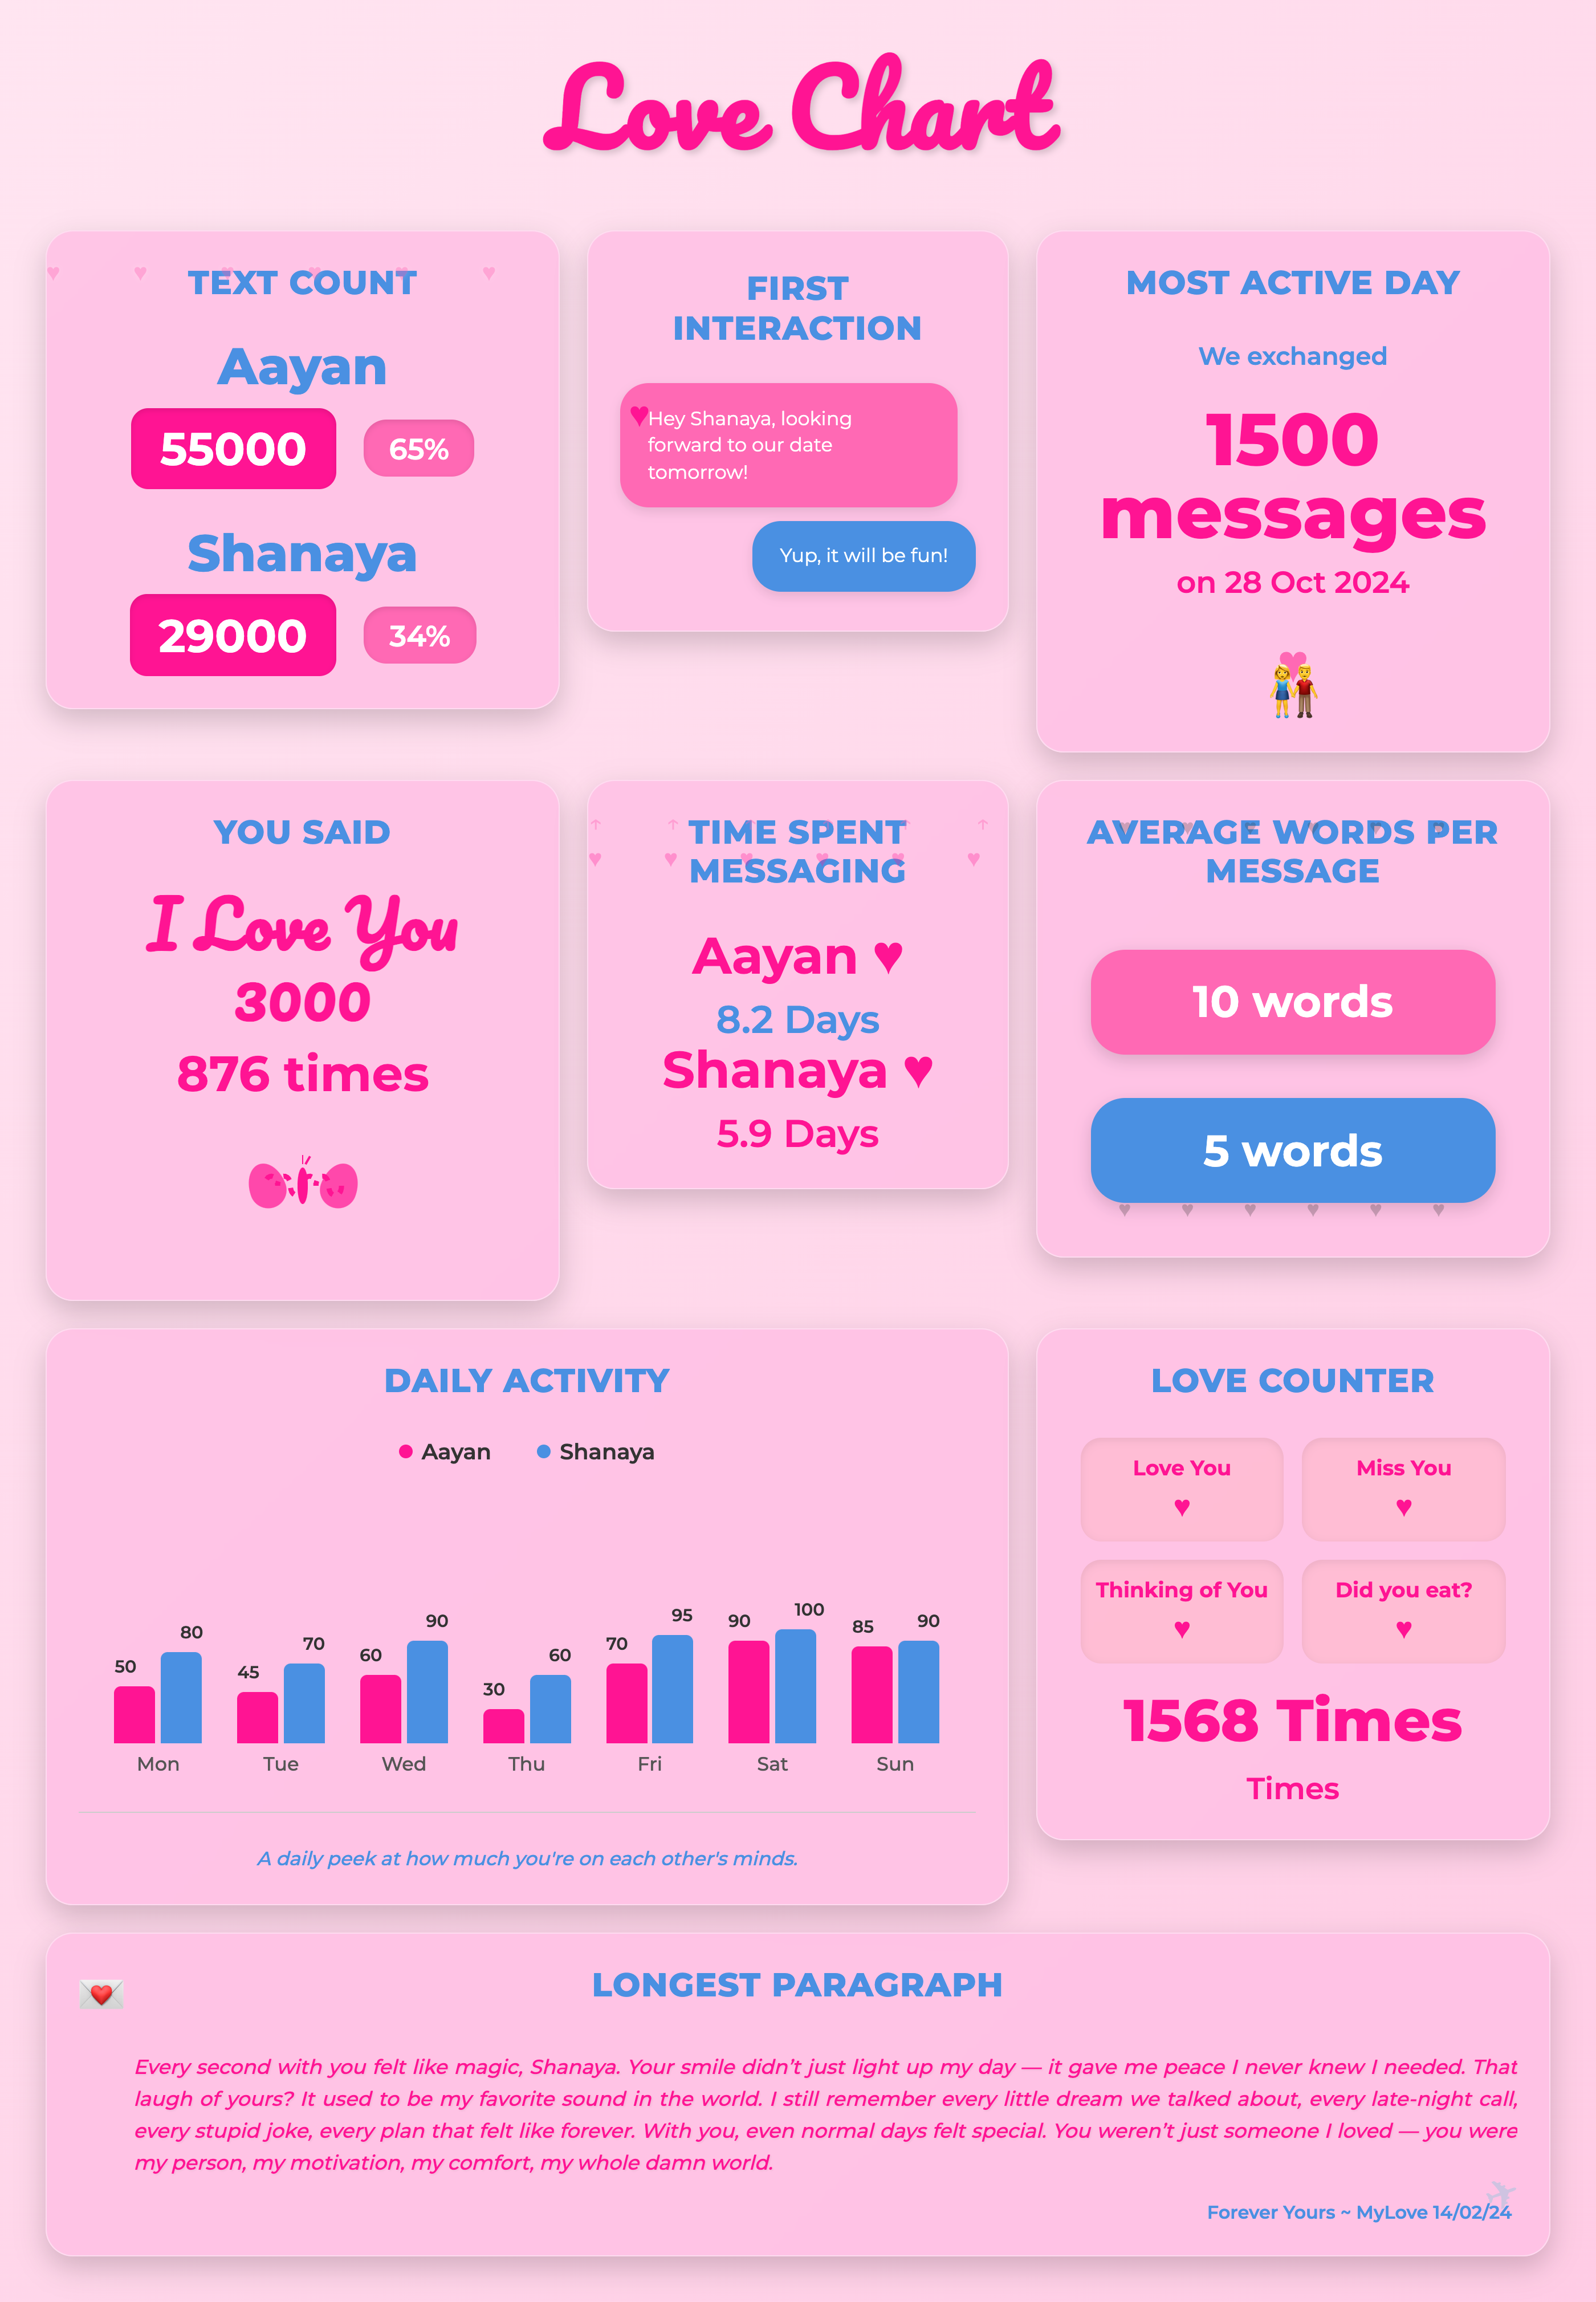 Love Chart
TEXT COUNT
Aayan
55000
65%
Shanaya
29000
34%
FIRST
INTERACTION
Hey Shanaya, looking
forward to our date
tomorrow!
Yup, it will be fun!
MOST ACTIVE DAY
We exchanged
1500
messages
on 28 Oct 2024
YOU SAID
I Love You
3000
876 times
TIME SPENT
MESSAGING
Aayan ♥
8.2 Days
Shanaya ♥
5.9 Days
AVERAGE WORDS PER
MESSAGE
10 words
5 words
DAILY ACTIVITY
Aayan
Shanaya
50
80
45
70
60
90
30
60
70
95
90
100
85
90
Mon
Tue
Wed
Thu
Fri
Sat
Sun
A daily peek at how much you're on each other's minds.
LOVE COUNTER
Love You
♥
Miss You
♥
Thinking of You
♥
Did you eat?
♥
1568 Times
Times
LONGEST PARAGRAPH
Every second with you felt like magic, Shanaya. Your smile didn’t just light up my day — it gave me peace I never knew I needed. That
laugh of yours? It used to be my favorite sound in the world. I still remember every little dream we talked about, every late-night call,
every stupid joke, every plan that felt like forever. With you, even normal days felt special. You weren’t just someone I loved — you were
my person, my motivation, my comfort, my whole damn world.
Forever Yours ~ MyLove 14/02/24